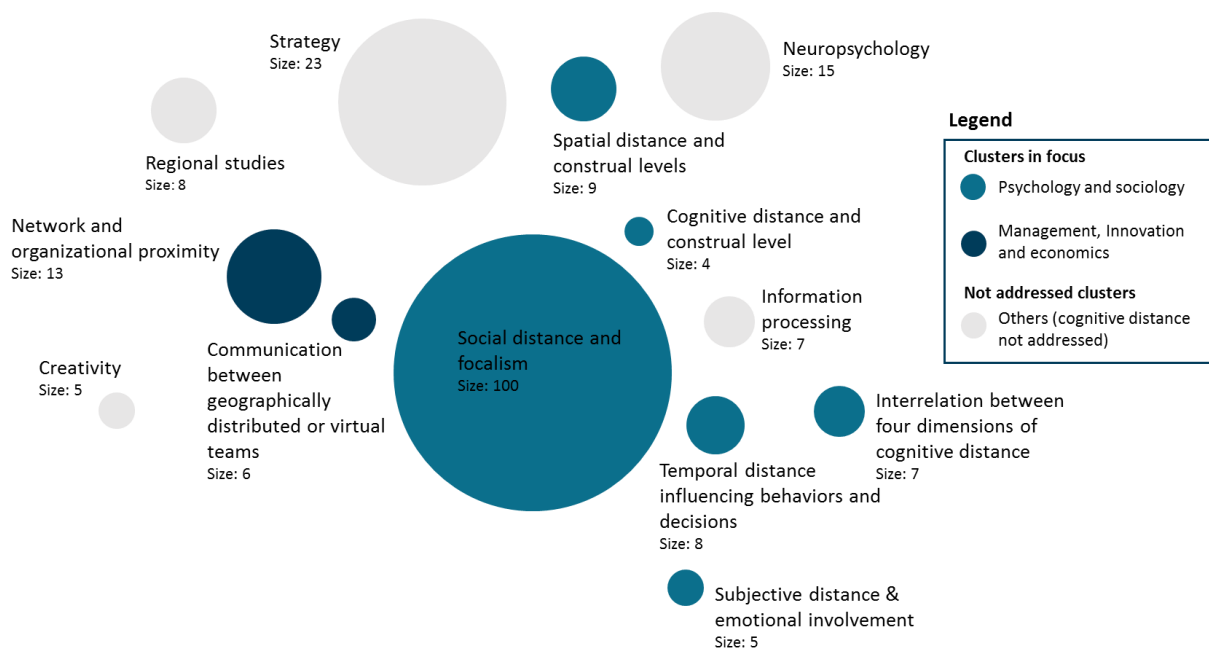 Strategy
Size: 23
Neuropsychology
Size: 15
Regional studies
Size: 8
Spatial distance and
construal levels
Size: 9
Network and
organizational proximity
Size: 13
Cognitive distance and
construal level
Size: 4
Information
processing
Size: 7
Social distance and
focalism
Size: 100
Communication
between
geographically
distributed or virtual
teams
Size: 6
Creativity
Size: 5
Interrelation between
four dimensions of
cognitive distance
Size: 7
Temporal distance
influencing behaviors and
decisions
Size: 8
Subjective distance &
emotional involvement
Size: 5
Legend
Clusters in focus
Psychology and sociology
Management, Innovation
and economics
Not addressed clusters
Others (cognitive distance
not addressed)